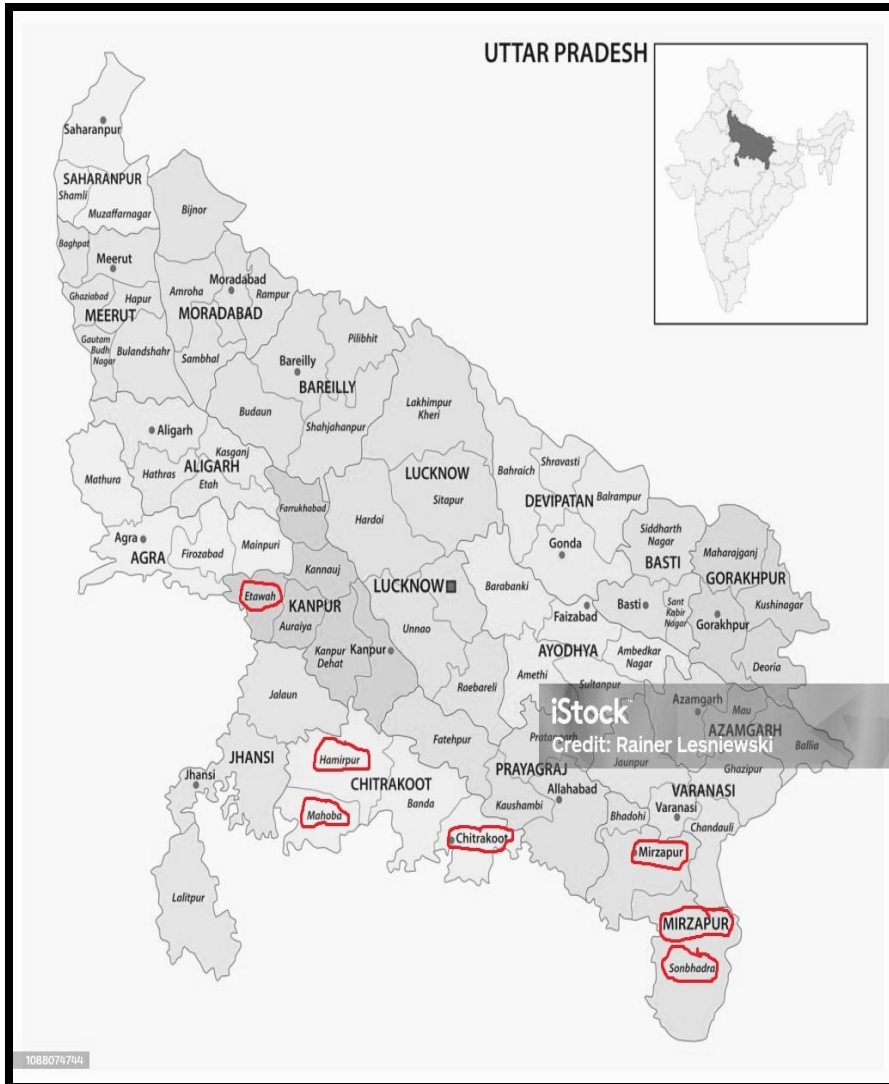 UTTAR PRADESH
Saharanpur
SAHARANPUR
Shamli
Muzaffarnagar
Bijnor
Baghpat
Meerut
Moradabad
Ghaziabad
Hapur
Amroha
Rampur
MEERUT
MORADABAD
Gautam
Budh
Nagar
Bulandshahr
Sambhal
Pilibhit
Bareilly
BAREILLY
Budaun
Shahjahanpur
Lakhimpur
Kheri
Aligarh
Kasganj
Mathura
Hathras
ALIGARH
Etah
LUCKNOW
Sitapur
Bahraich
Shravasti
DEVIPATAN
Balrampur
Farrukhabad
Hardoi
Siddharth
Nagar
Agra
AGRA
Firozabad
Mainpuri
Gonda
BASTI
Maharajganj
GORAKHPUR
Kannauj
Etawah
KANPUR
LUCKNOW
Barabanki
Faizabad
Basti
Sant
Kabir
Nagar
Kushinagar
Gorakhpur
Auraiya
Unnao
Kanpur
Dehat
Kanpur
AYODHYA
Ambedkar
Nagar
Deoria
Amethi
Raebareli
Sultanpur
Jalaun
Azamgarh
Mau
iStock
Credit: Rainer Lesniewski
AZAMGARH
Ballia
Pratapgarh
Fatehpur
Jaunpur
Ghazipur
JHANSI
Hamirpur
PRAYAGRAJ
Jhansi
CHITRAKOOT
Allahabad
VARANASI
Banda
Kaushambi
Varanasi
Mahoba
Bhadohi
Chandauli
Chitrakoot
Mirzapur
Lalitpur
MIRZAPUR
Sonbhadra
1088074744